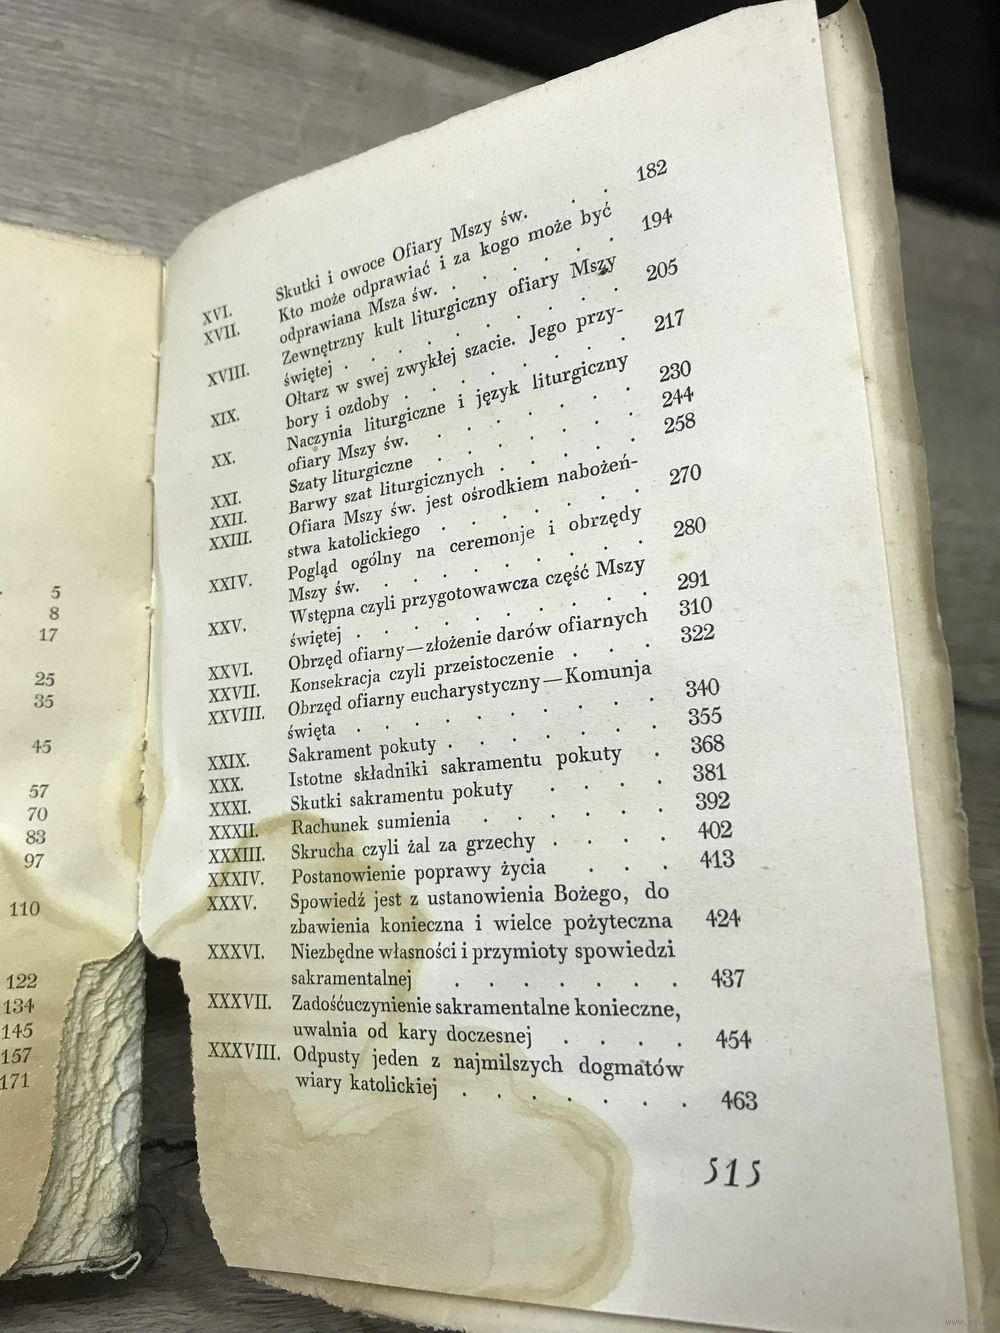 5
8
17
25
35
45
57
70
83
97
110
122
134
145
157
171
XVI. Skutki i owoce Ofiary Mszy św. . . 182
XVII. Kto może odprawiać i za kogo może być
odprawiana Msza św. . . . . . . 194
XVIII. Zewnętrzny kult liturgiczny ofiary Mszy
świętej . . . . . . . . 205
XIX. Ołtarz w swej zwykłej szacie. Jego przy-
bory i ozdoby . . . . . . . 217
XX. Naczynia liturgiczne i język liturgiczny
ofiary Mszy św. . . . . . . 230
XXI. Szaty liturgiczne . . . . . . 244
XXII. Barwy szat liturgicznych . . . . . 258
XXIII. Ofiara Mszy św. jest ośrodkiem nabożeń-
stwa katolickiego . . . . . . 270
XXIV. Pogląd ogólny na ceremonje i obrzędy
Mszy św. . . . . . . . . 280
XXV. Wstępna czyli przygotowawcza część Mszy
świętej . . . . . . . . 291
XXVI. Obrzęd ofiarny—złożenie darów ofiarnych 310
XXVII. Konsekracja czyli przeistoczenie . . . 322
XXVIII. Obrzęd ofiarny eucharystyczny—Komunja
święta . . . . . . . . 340
XXIX. Sakrament pokuty . . . . . . 355
XXX. Istotne składniki sakramentu pokuty . 368
XXXI. Skutki sakramentu pokuty . . . . 381
XXXII. Rachunek sumienia . . . . . 392
XXXIII. Skrucha czyli żal za grzechy . . . . 402
XXXIV. Postanowienie poprawy życia . . . 413
XXXV. Spowiedź jest z ustanowienia Bożego, do
zbawienia konieczna i wielce pożyteczna 424
XXXVI. Niezbędne własności i przymioty spowiedzi
sakramentalnej . . . . . . . 437
XXXVII. Zadośćuczynienie sakramentalne konieczne,
uwalnia od kary doczesnej . . . . 454
XXXVIII. Odpusty jeden z najmilszych dogmatów
wiary katolickiej . . . . . . . 463
515